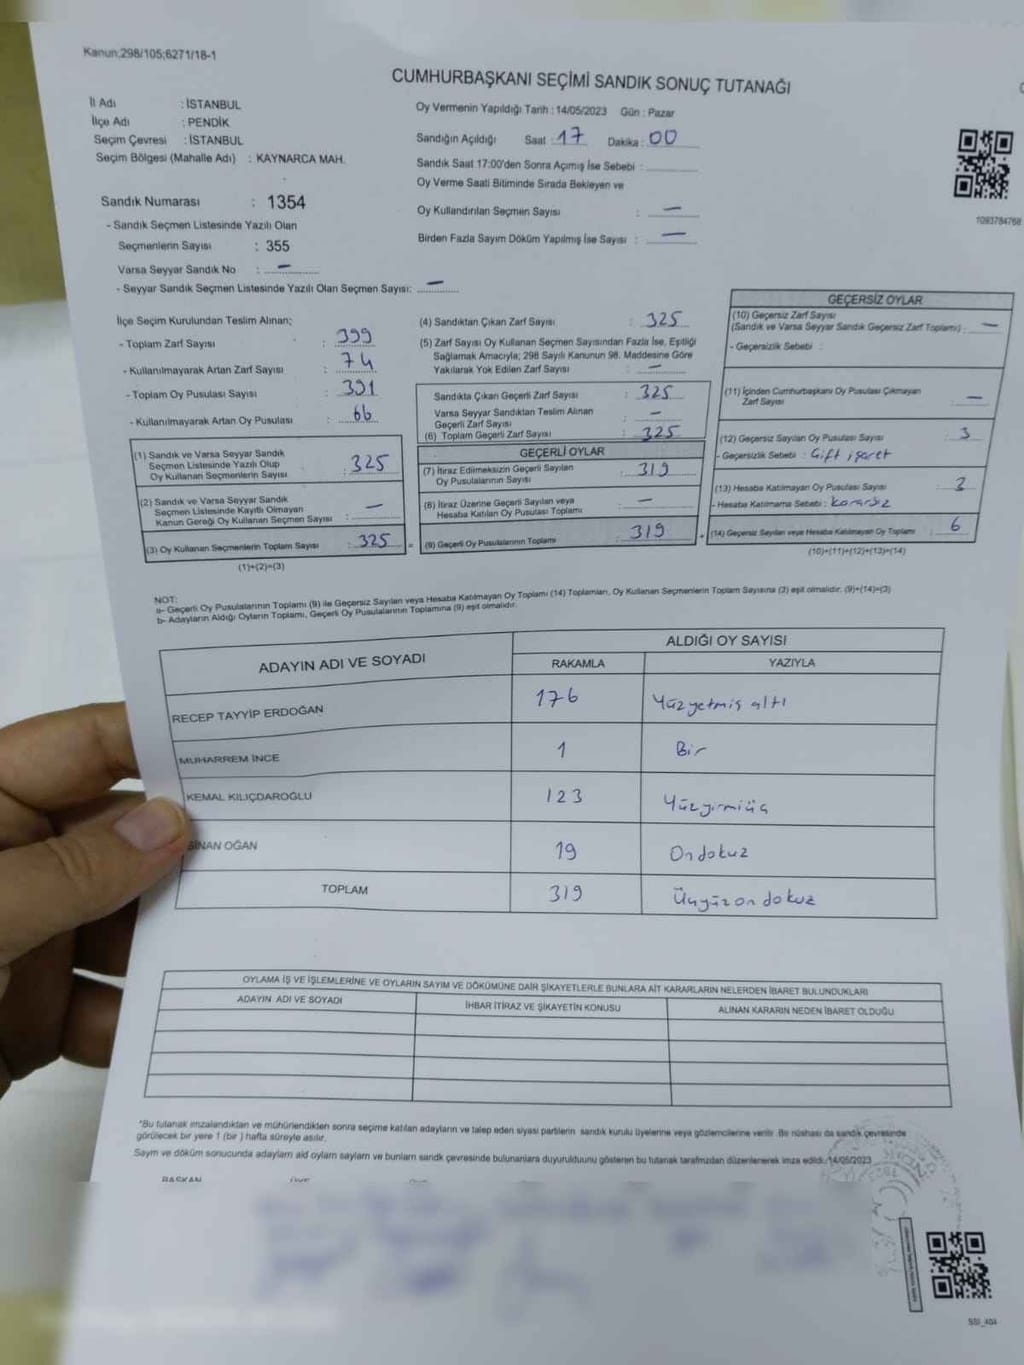 Kanun;298/105;6271/18-1
CUMHURBAŞKANI SEÇİMİ SANDIK SONUÇ TUTANAĞI
İl Adı : İSTANBUL
İlçe Adı : PENDİK
Seçim Çevresi : İSTANBUL
Seçim Bölgesi (Mahalle Adı) : KAYNARCA MAH.
Sandık Numarası : 1354
- Sandık Seçmen Listesinde Yazılı Olan
Seçmenlerin Sayısı : 355
Varsa Seyyar Sandık No : —
- Seyyar Sandık Seçmen Listesinde Yazılı Olan Seçmen Sayısı: —
Oy Vermenin Yapıldığı Tarih : 14/05/2023 Gün : Pazar
Sandığın Açıldığı Saat : 17 Dakika : 00
Sandık Saat 17:00'den Sonra Açımış İse Sebebi :
Oy Verme Saati Bitiminde Sırada Bekleyen ve
Oy Kullandırılan Seçmen Sayısı : —
Birden Fazla Sayım Döküm Yapılmış İse Sayısı : —
1093784768
İlçe Seçim Kurulundan Teslim Alınan;
- Toplam Zarf Sayısı : 399
- Kullanılmayarak Artan Zarf Sayısı : 74
- Toplam Oy Pusulası Sayısı : 391
- Kullanılmayarak Artan Oy Pusulası : 66
(1) Sandık ve Varsa Seyyar Sandık
Seçmen Listesinde Yazılı Olup
Oy Kullanan Seçmenlerin Sayısı : 325
(2) Sandık ve Varsa Seyyar Sandık
Seçmen Listesinde Kayıtlı Olmayan
Kanun Gereği Oy Kullanan Seçmen Sayısı : —
(3) Oy Kullanan Seçmenlerin Toplam Sayısı : 325
(1)+(2)=(3)
(4) Sandıktan Çıkan Zarf Sayısı : 325
(5) Zarf Sayısı Oy Kullanan Seçmen Sayısından Fazla İse, Eşitliği
Sağlamak Amacıyla; 298 Sayılı Kanunun 98. Maddesine Göre
Yakılarak Yok Edilen Zarf Sayısı : —
Sandıkta Çıkan Geçerli Zarf Sayısı : 325
Varsa Seyyar Sandıktan Teslim Alınan
Geçerli Zarf Sayısı : —
(6) Toplam Geçerli Zarf Sayısı : 325
GEÇERLİ OYLAR
(7) İtiraz Edilmeksizin Geçerli Sayılan
Oy Pusulalarının Sayısı : 319
(8) İtiraz Üzerine Geçerli Sayılan veya
Hesaba Katılan Oy Pusulası Toplamı : —
(9) Geçerli Oy Pusulalarının Toplamı : 319
GEÇERSİZ OYLAR
(10) Geçersiz Zarf Sayısı
(Sandık ve Varsa Seyyar Sandık Geçersiz Zarf Toplamı) : —
- Geçersizlik Sebebi :
(11) İçinden Cumhurbaşkanı Oy Pusulası Çıkmayan
Zarf Sayısı : —
(12) Geçersiz Sayılan Oy Pusulası Sayısı : 3
- Geçersizlik Sebebi : Çift işaret
(13) Hesaba Katılmayan Oy Pusulası Sayısı : 3
- Hesaba Katılmama Sebebi : kararsız
(14) Geçersiz Sayılan veya Hesaba Katılmayan Oy Toplamı : 6
(10)+(11)+(12)+(13)=(14)
NOT:
a- Geçerli Oy Pusulalarının Toplamı (9) ile Geçersiz Sayılan veya Hesaba Katılmayan Oy Toplamı (14) Toplamları, Oy Kullanan Seçmenlerin Toplam Sayısına (3) eşit olmalıdır. (9)+(14)=(3)
b- Adayların Aldığı Oyların Toplamı, Geçerli Oy Pusulalarının Toplamına (9) eşit olmalıdır.
ADAYIN ADI VE SOYADI ALDIĞI OY SAYISI
RAKAMLA YAZIYLA
RECEP TAYYİP ERDOĞAN 176 Yüzyetmiş altı
MUHARREM İNCE 1 Bir
KEMAL KILIÇDAROĞLU 123 Yüzyirmiüç
SİNAN OĞAN 19 Ondokuz
TOPLAM 319 Üçyüzon dokuz
OYLAMA İŞ VE İŞLEMLERİNE VE OYLARIN SAYIM VE DÖKÜMÜNE DAİR ŞİKAYETLERLE BUNLARA AİT KARARLARIN NELERDEN İBARET BULUNDUKLARI
ADAYIN ADI VE SOYADI İHBAR İTİRAZ VE ŞİKAYETİN KONUSU ALINAN KARARIN NEDEN İBARET OLDUĞU
*Bu tutanak imzalandıktan ve mühürlendikten sonra seçime katılan adayların ve talep eden siyasi partilerin sandık kurulu üyelerine veya gözlemcilerine verilir. Bir nüshası da sandık çevresinde
görülecek bir yere 1 (bir ) hafta süreyle asılır.
Sayım ve döküm sonucunda adayların aldığı oyların sayıları ve bunların sandık çevresinde bulunanlara duyurulduğunu gösteren bu tutanak tarafımızdan düzenlenerek imza edildi. 14/05/2023